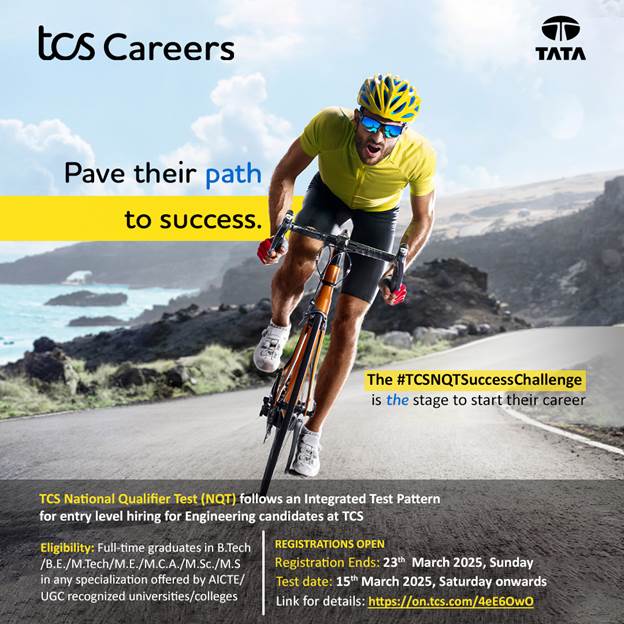 tcs Careers
TATA
Pave their path
to success.
The #TCSNQTSuccessChallenge
is the stage to start their career
TCS National Qualifier Test (NQT) follows an Integrated Test Pattern
for entry level hiring for Engineering candidates at TCS
Eligibility: Full-time graduates in B.Tech
/B.E./M.Tech/M.E./M.C.A./M.Sc./M.S
in any specialization offered by AICTE/
UGC recognized universities/colleges
REGISTRATIONS OPEN
Registration Ends: 23th March 2025, Sunday
Test date: 15th March 2025, Saturday onwards
Link for details: https://on.tcs.com/4eE6OwO